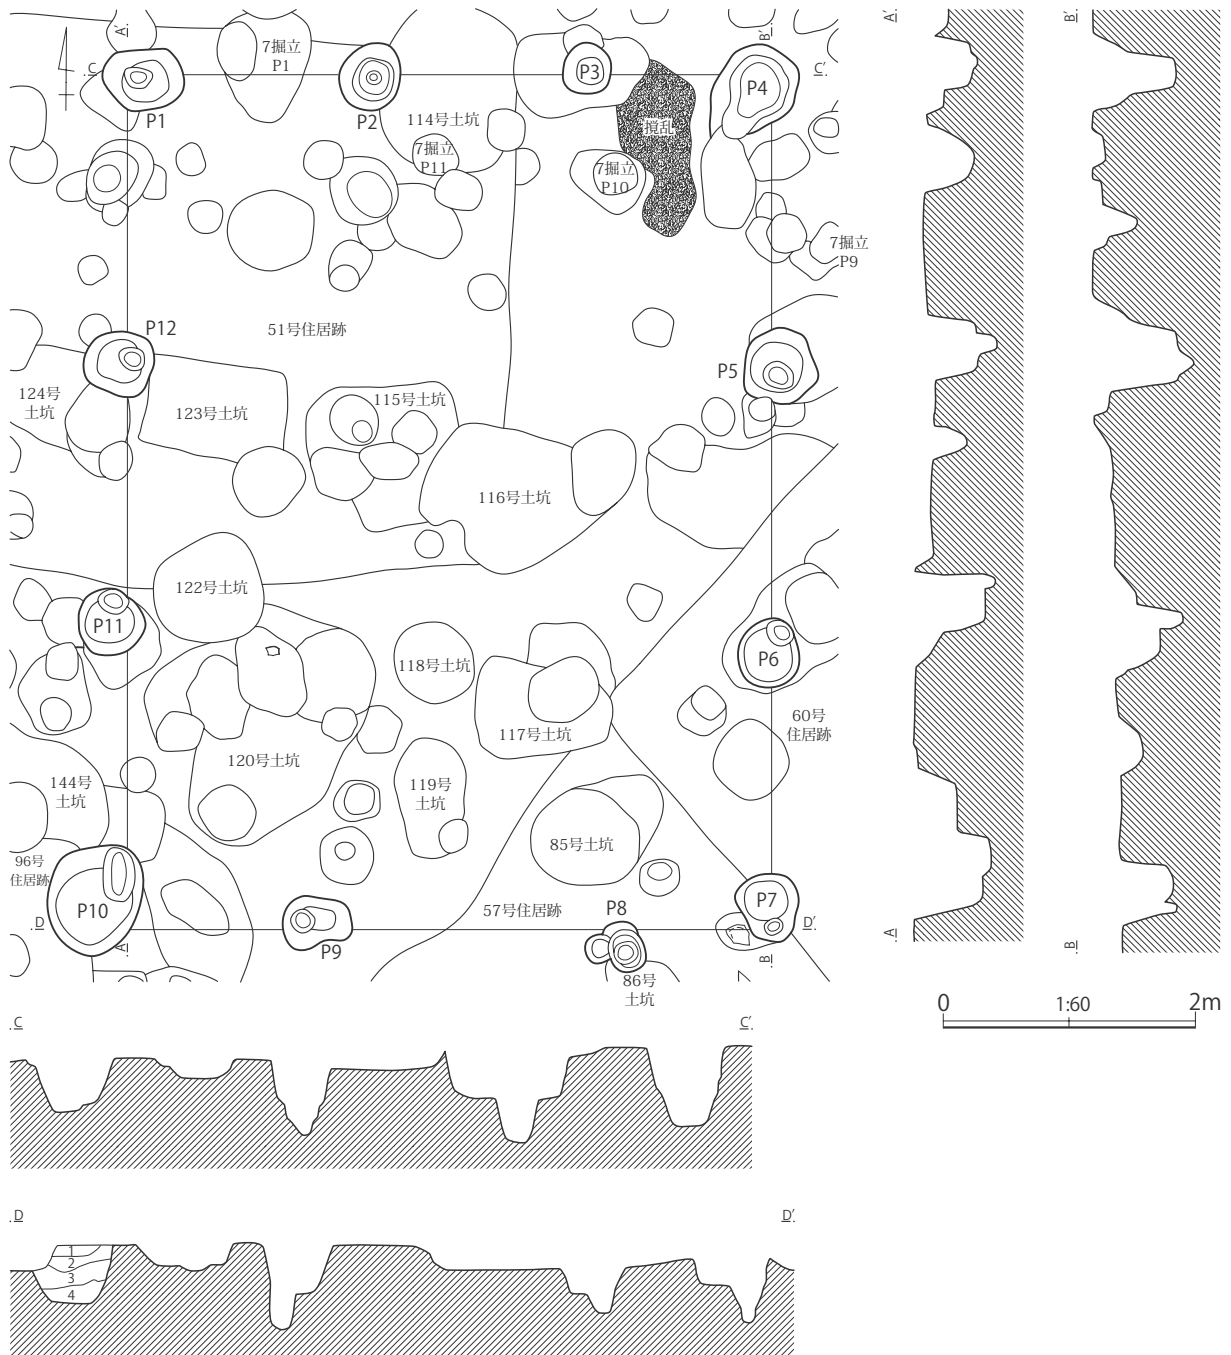 A′
B′
A′
B′
C
7掘立
P1
P3
P4
C′
P1
P2
114号土坑
撹乱
7掘立
P11
7掘立
P10
7掘立
P9
P12
51号住居跡
P5
124号
土坑
123号土坑
115号土坑
116号土坑
122号土坑
P11
118号土坑
P6
117号土坑
60号
住居跡
120号土坑
144号
土坑
119号
土坑
85号土坑
96号
住居跡
P10
57号住居跡
P8
P7
D
D′
A
P9
B
A
B
86号
土坑
0
1:60
2m
C
C′
D
D′
1
2
3
4